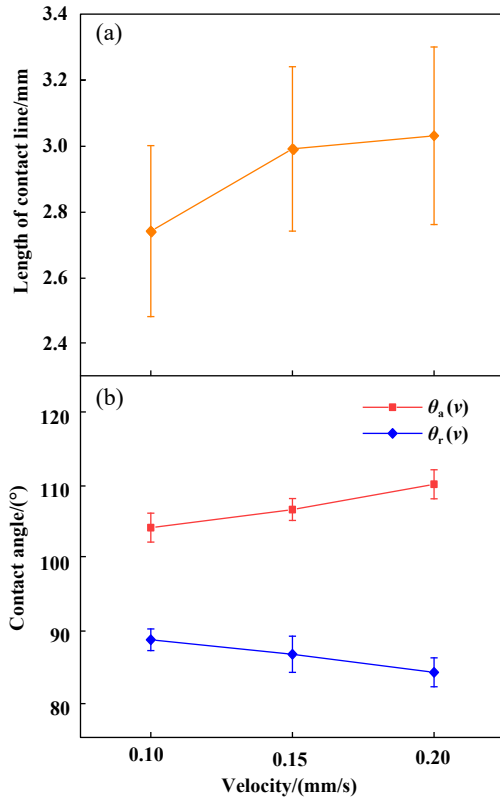 (a)
Length of contact line/mm
3.4
3.2
3.0
2.8
2.6
2.4
(b)
θa(v)
θr(v)
Contact angle/(°)
120
110
100
90
80
0.10 0.15 0.20
Velocity/(mm/s)